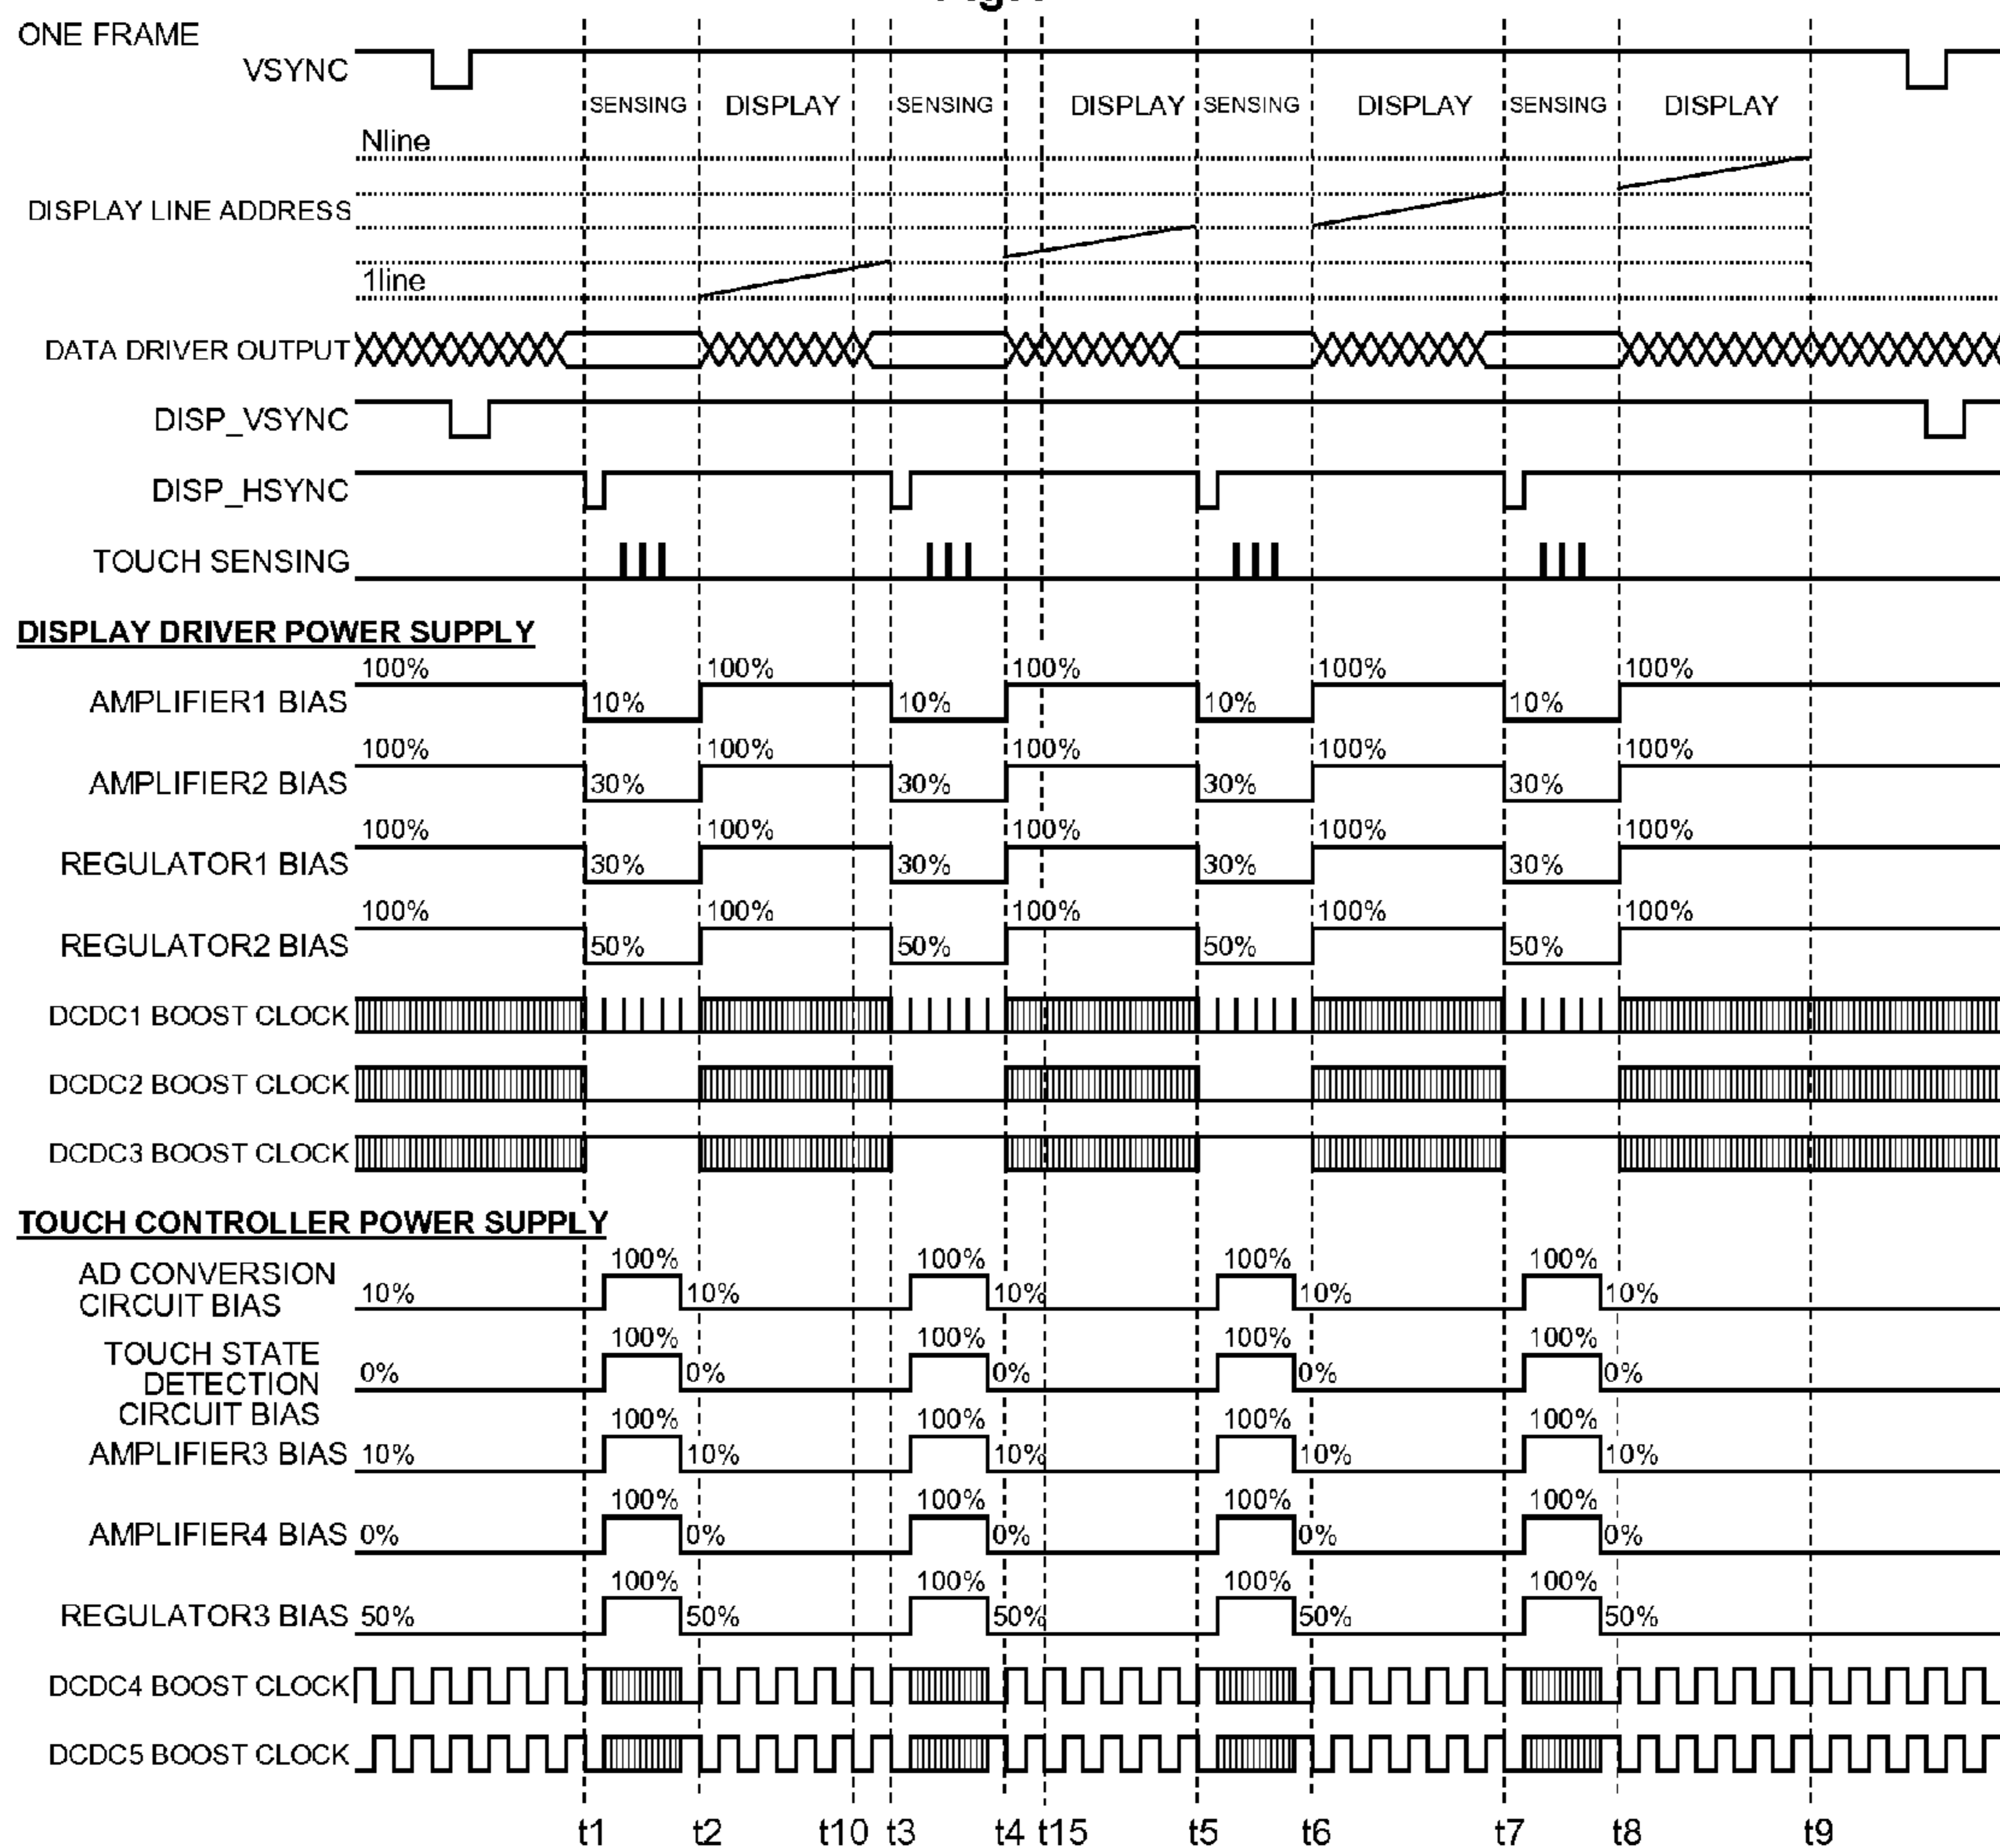 ONE FRAME
VSYNC
SENSING DISPLAY SENSING DISPLAY SENSING DISPLAY SENSING DISPLAY
Nline
DISPLAY LINE ADDRESS
1line
DATA DRIVER OUTPUT
DISP_VSYNC
DISP_HSYNC
TOUCH SENSING
DISPLAY DRIVER POWER SUPPLY
100% 100% 100% 100% 100%
AMPLIFIER1 BIAS 10% 10% 10% 10%
100% 100% 100% 100% 100%
AMPLIFIER2 BIAS 30% 30% 30% 30%
100% 100% 100% 100% 100%
REGULATOR1 BIAS 30% 30% 30% 30%
100% 100% 100% 100% 100%
REGULATOR2 BIAS 50% 50% 50% 50%
DCDC1 BOOST CLOCK
DCDC2 BOOST CLOCK
DCDC3 BOOST CLOCK
TOUCH CONTROLLER POWER SUPPLY
100% 100% 100% 100%
AD CONVERSION
CIRCUIT BIAS 10% 10% 10% 10% 10%
100% 100% 100% 100%
TOUCH STATE
DETECTION
CIRCUIT BIAS 0% 0% 0% 0% 0%
100% 100% 100% 100%
AMPLIFIER3 BIAS 10% 10% 10% 10% 10%
100% 100% 100% 100%
AMPLIFIER4 BIAS 0% 0% 0% 0% 0%
100% 100% 100% 100%
REGULATOR3 BIAS 50% 50% 50% 50% 50%
DCDC4 BOOST CLOCK
DCDC5 BOOST CLOCK
t1 t2 t10 t3 t4 t15 t5 t6 t7 t8 t9